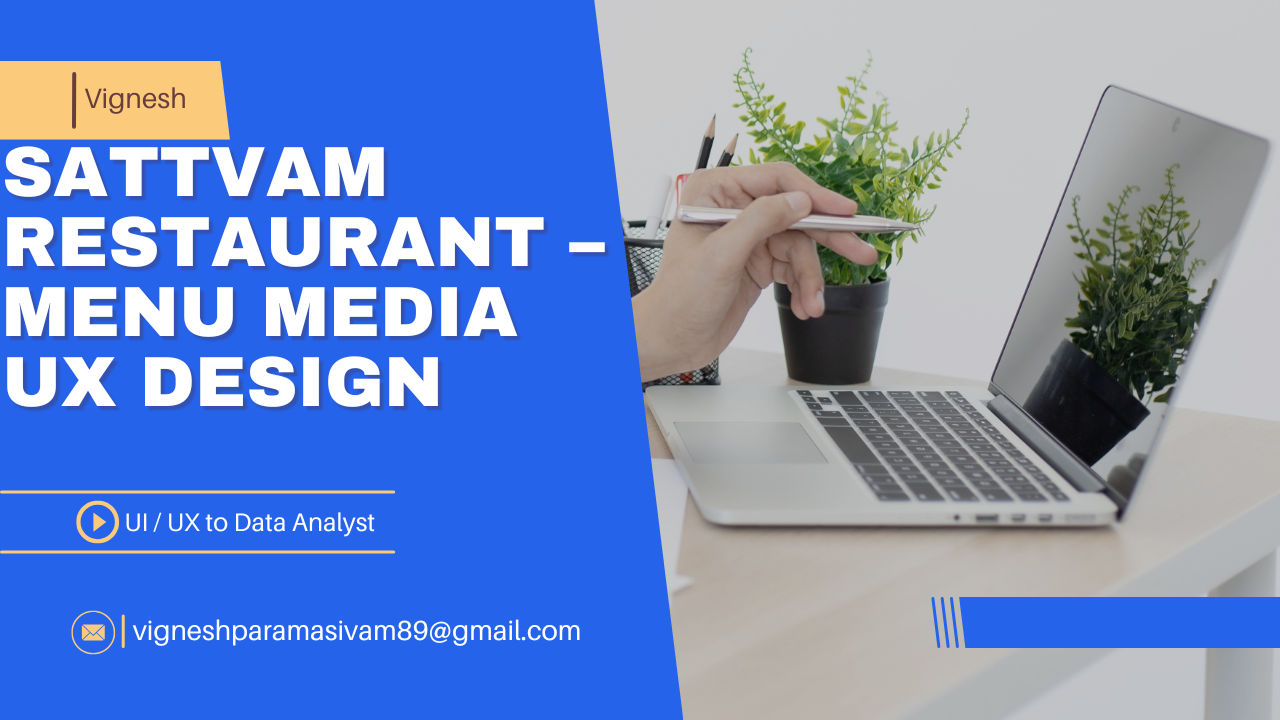 Vignesh
SATTVAM
RESTAURANT –
MENU MEDIA
UX DESIGN
UI / UX to Data Analyst
vigneshparamasivam89@gmail.com